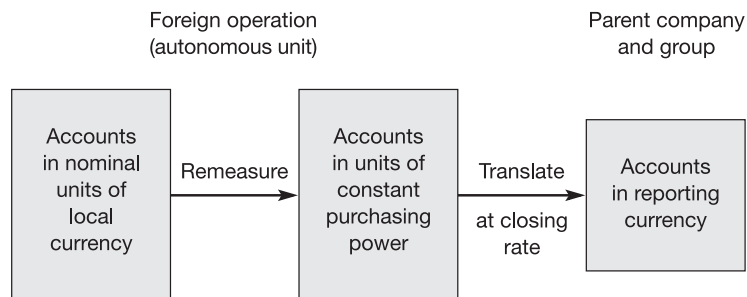 Foreign operation
(autonomous unit)
Parent company
and group
Accounts
in nominal
units of
local
currency
Remeasure
Accounts
in units of
constant
purchasing
power
Translate
at closing
rate
Accounts
in reporting
currency